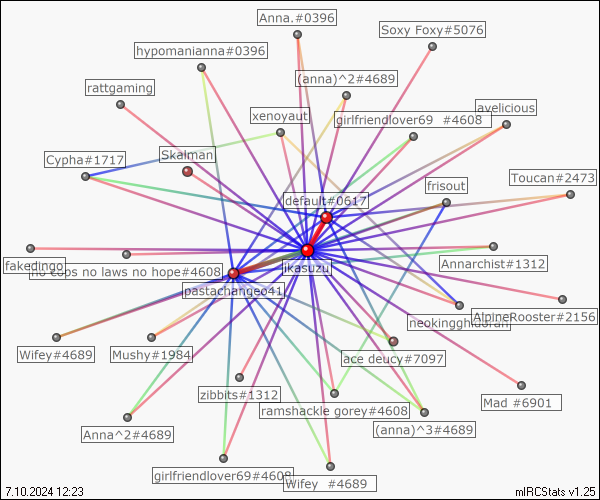 Anna.#0396
Soxy Foxy#5076
hypomanianna#0396
(anna)^2#4689
rattgaming
avelicious
xenoyaut
girlfriendlover69 #4608
Cypha#1717
Skaiman
frisout
Toucan#2473
default#0617
fakedingo
no cops no laws no hope#4608
Annarchist#1312
ikasuzu
pastachangeo41
neokingghidorah
AlpineRooster#2156
Wifey#4689
Mushy#1984
ace deucy#7097
zibbits#1312
ramshackle gorey#4608
Mad #6901
Anna^2#4689
(anna)^3#4689
girlfriendlover69#4608
Wifey #4689
7.10.2024 12:23
mIRCStats v1.25